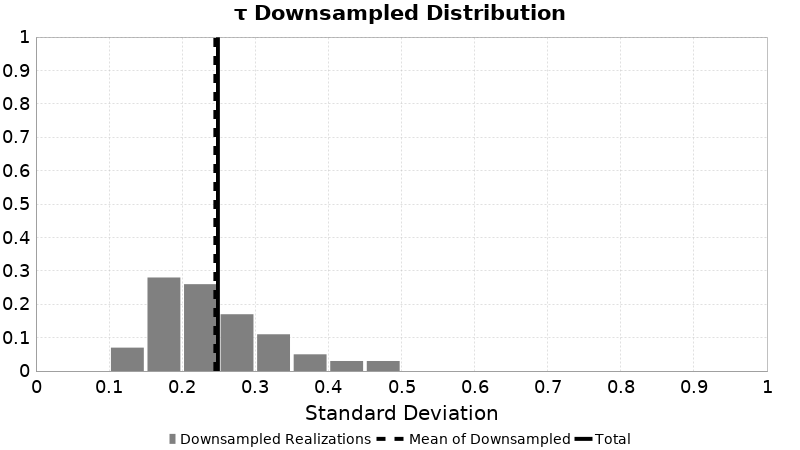 τ Downsampled Distribution
1
0.9
0.8
0.7
0.6
0.5
0.4
0.3
0.2
0.1
0
0 0.1 0.2 0.3 0.4 0.5 0.6 0.7 0.8 0.9 1
Standard Deviation
Downsampled Realizations Mean of Downsampled Total